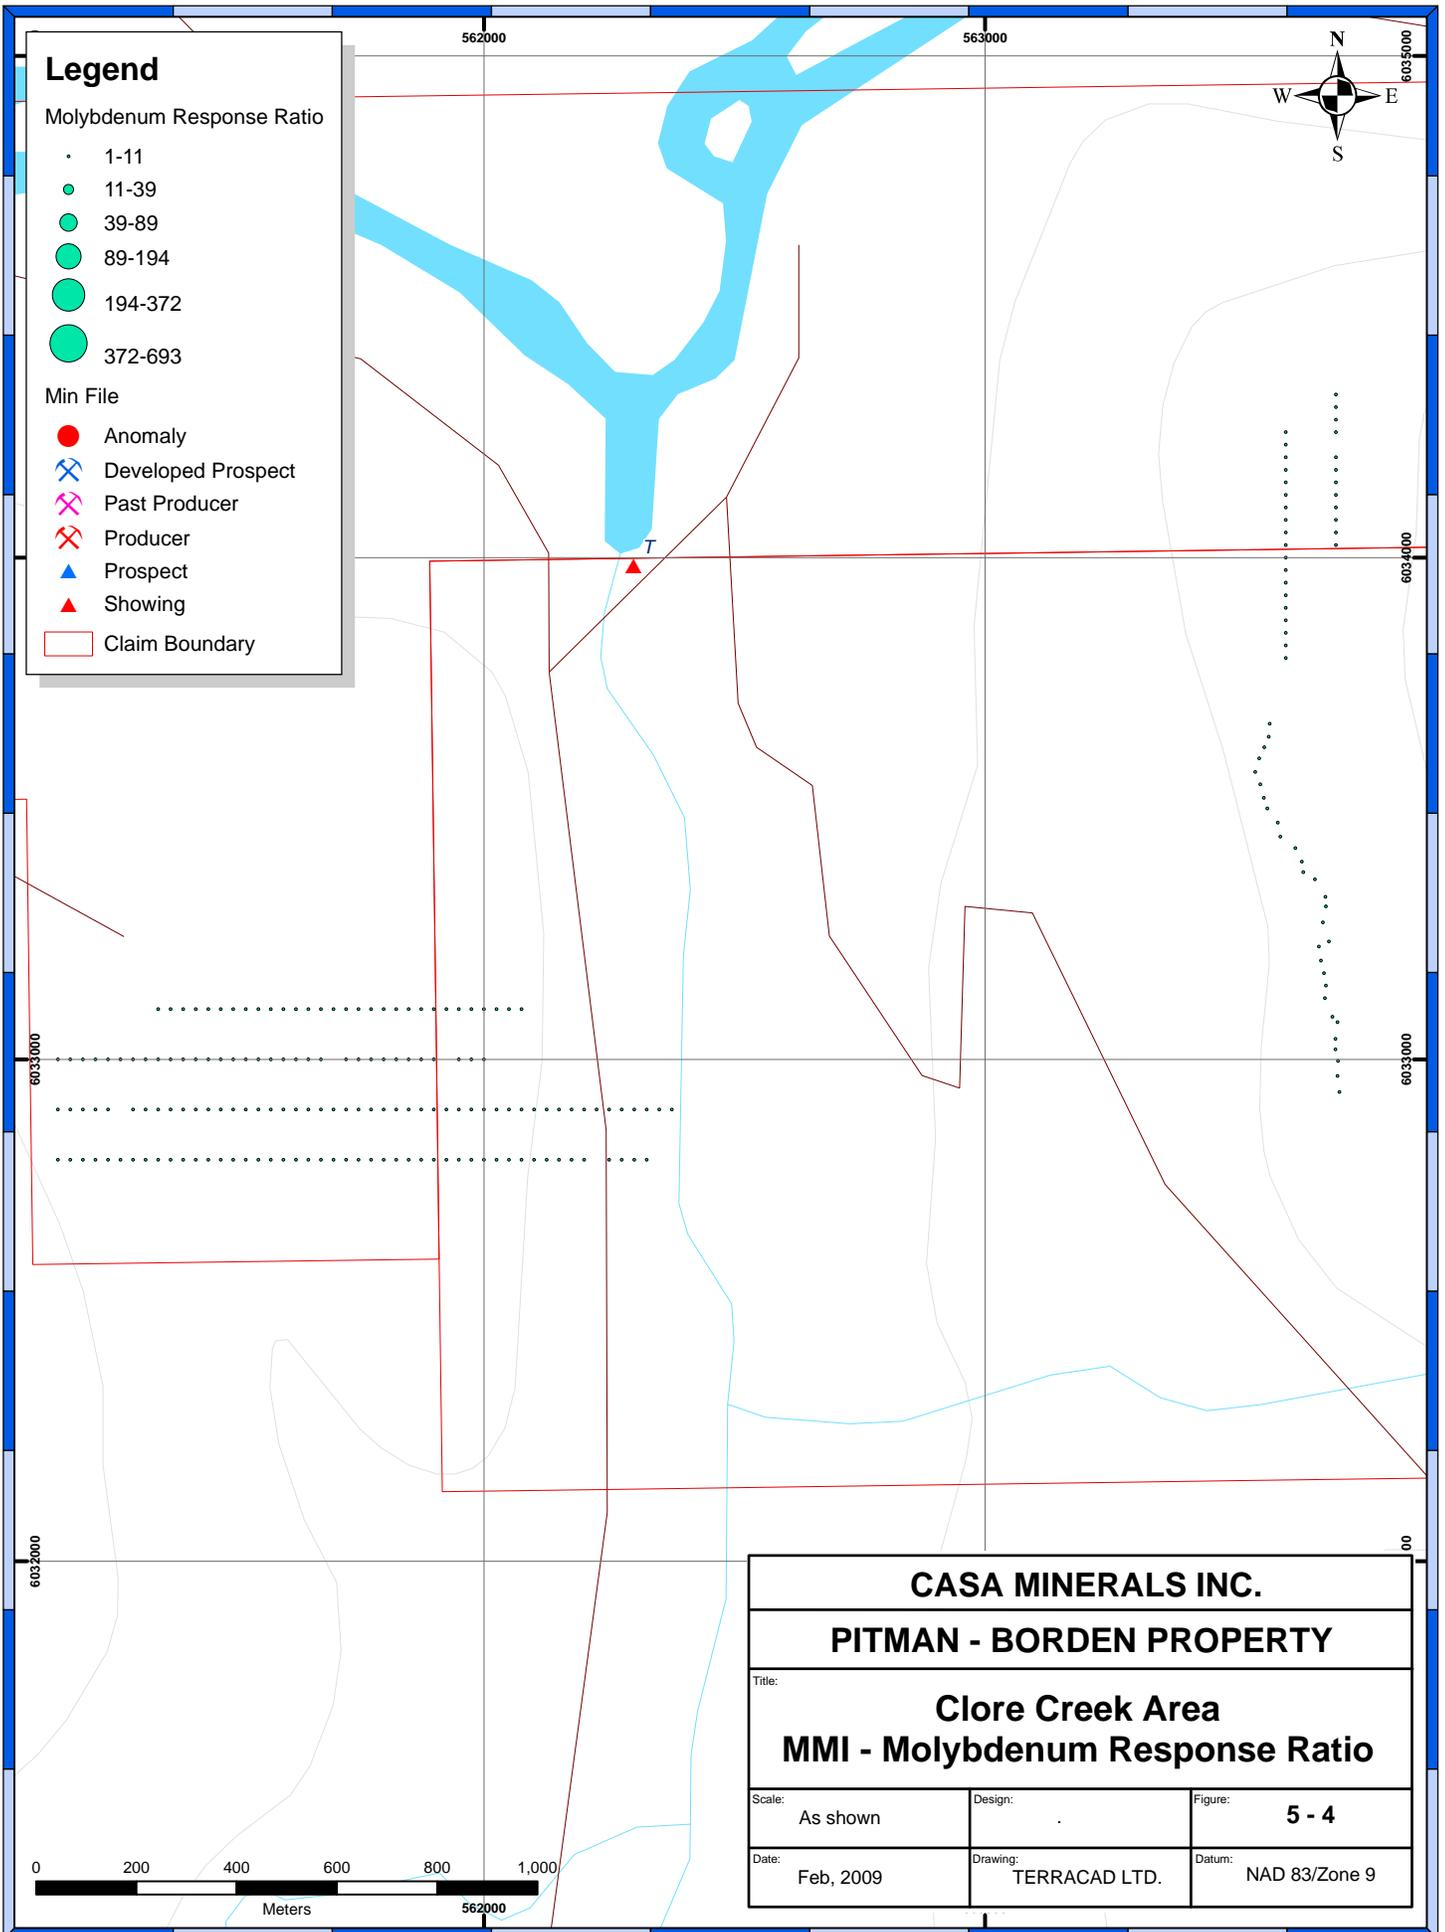 562000
563000
6035000
N
W
E
S
Legend
Molybdenum Response Ratio
1-11
11-39
39-89
89-194
194-372
372-693
Min File
Anomaly
Developed Prospect
Past Producer
Producer
Prospect
Showing
Claim Boundary
T
6034000
6033000
6033000
6032000
00
CASA MINERALS INC.
PITMAN - BORDEN PROPERTY
Title:
Clore Creek Area
MMI - Molybdenum Response Ratio
Scale:
As shown
Design:
.
Figure:
5 - 4
Date:
Feb, 2009
Drawing:
TERRACAD LTD.
Datum:
NAD 83/Zone 9
0 200 400 600 800 1,000
Meters
562000